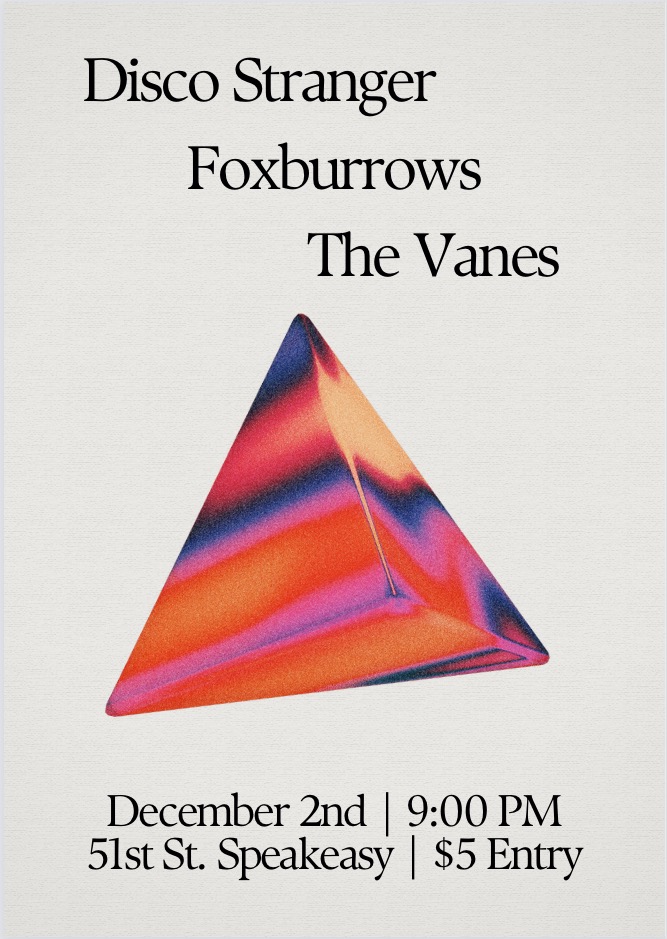 Disco Stranger
Foxburrows
The Vanes
December 2nd | 9:00 PM
51st St. Speakeasy | $5 Entry